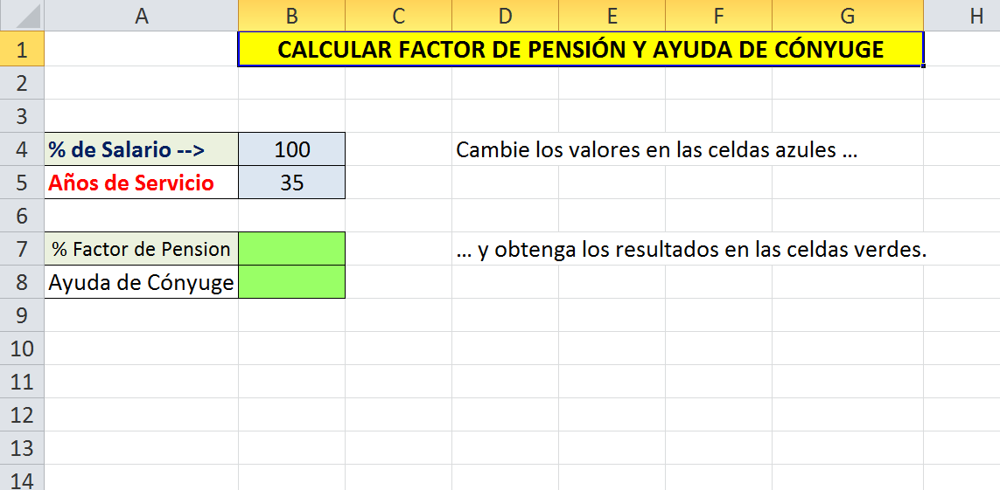 A B C D E F G H
1 CALCULAR FACTOR DE PENSIÓN Y AYUDA DE CÓNYUGE
2
3
4 % de Salario --> 100 Cambie los valores en las celdas azules ...
5 Años de Servicio 35
6
7 % Factor de Pension ... y obtenga los resultados en las celdas verdes.
8 Ayuda de Cónyuge
9
10
11
12
13
14